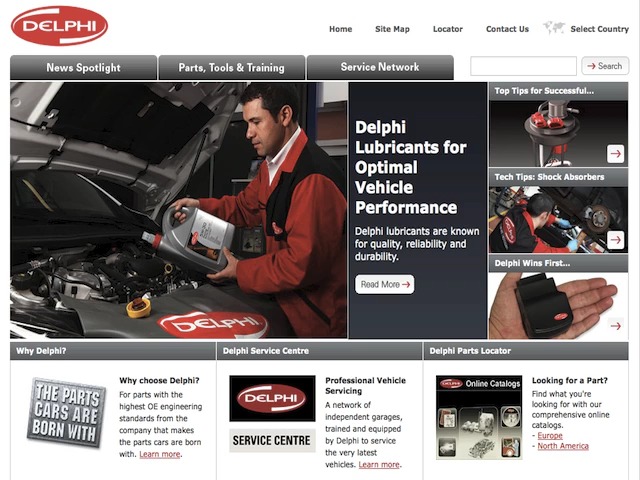 DELPHI
Home
Site Map
Locator
Contact Us
Select Country
News Spotlight
Parts, Tools & Training
Service Network
Search
Delphi
Lubricants for
Optimal
Vehicle
Performance
Delphi lubricants are known
for quality, reliability and
durability.
Read More
Top Tips for Successful...
Tech Tips: Shock Absorbers
Delphi Wins First...
DELPHI
Why Delphi?
THE PARTS
CARS ARE
BORN WITH
Why choose Delphi?
For parts with the
highest OE engineering
standards from the
company that makes
the parts cars are born
with. Learn more.
Delphi Service Centre
DELPHI
SERVICE CENTRE
Professional Vehicle
Servicing
A network of
independent garages,
trained and equipped
by Delphi to service
the very latest
vehicles. Learn more.
Delphi Parts Locator
DELPHI Online Catalogs
Looking for a Part?
Find what you're
looking for with our
comprehensive online
catalogs.
- Europe
- North America